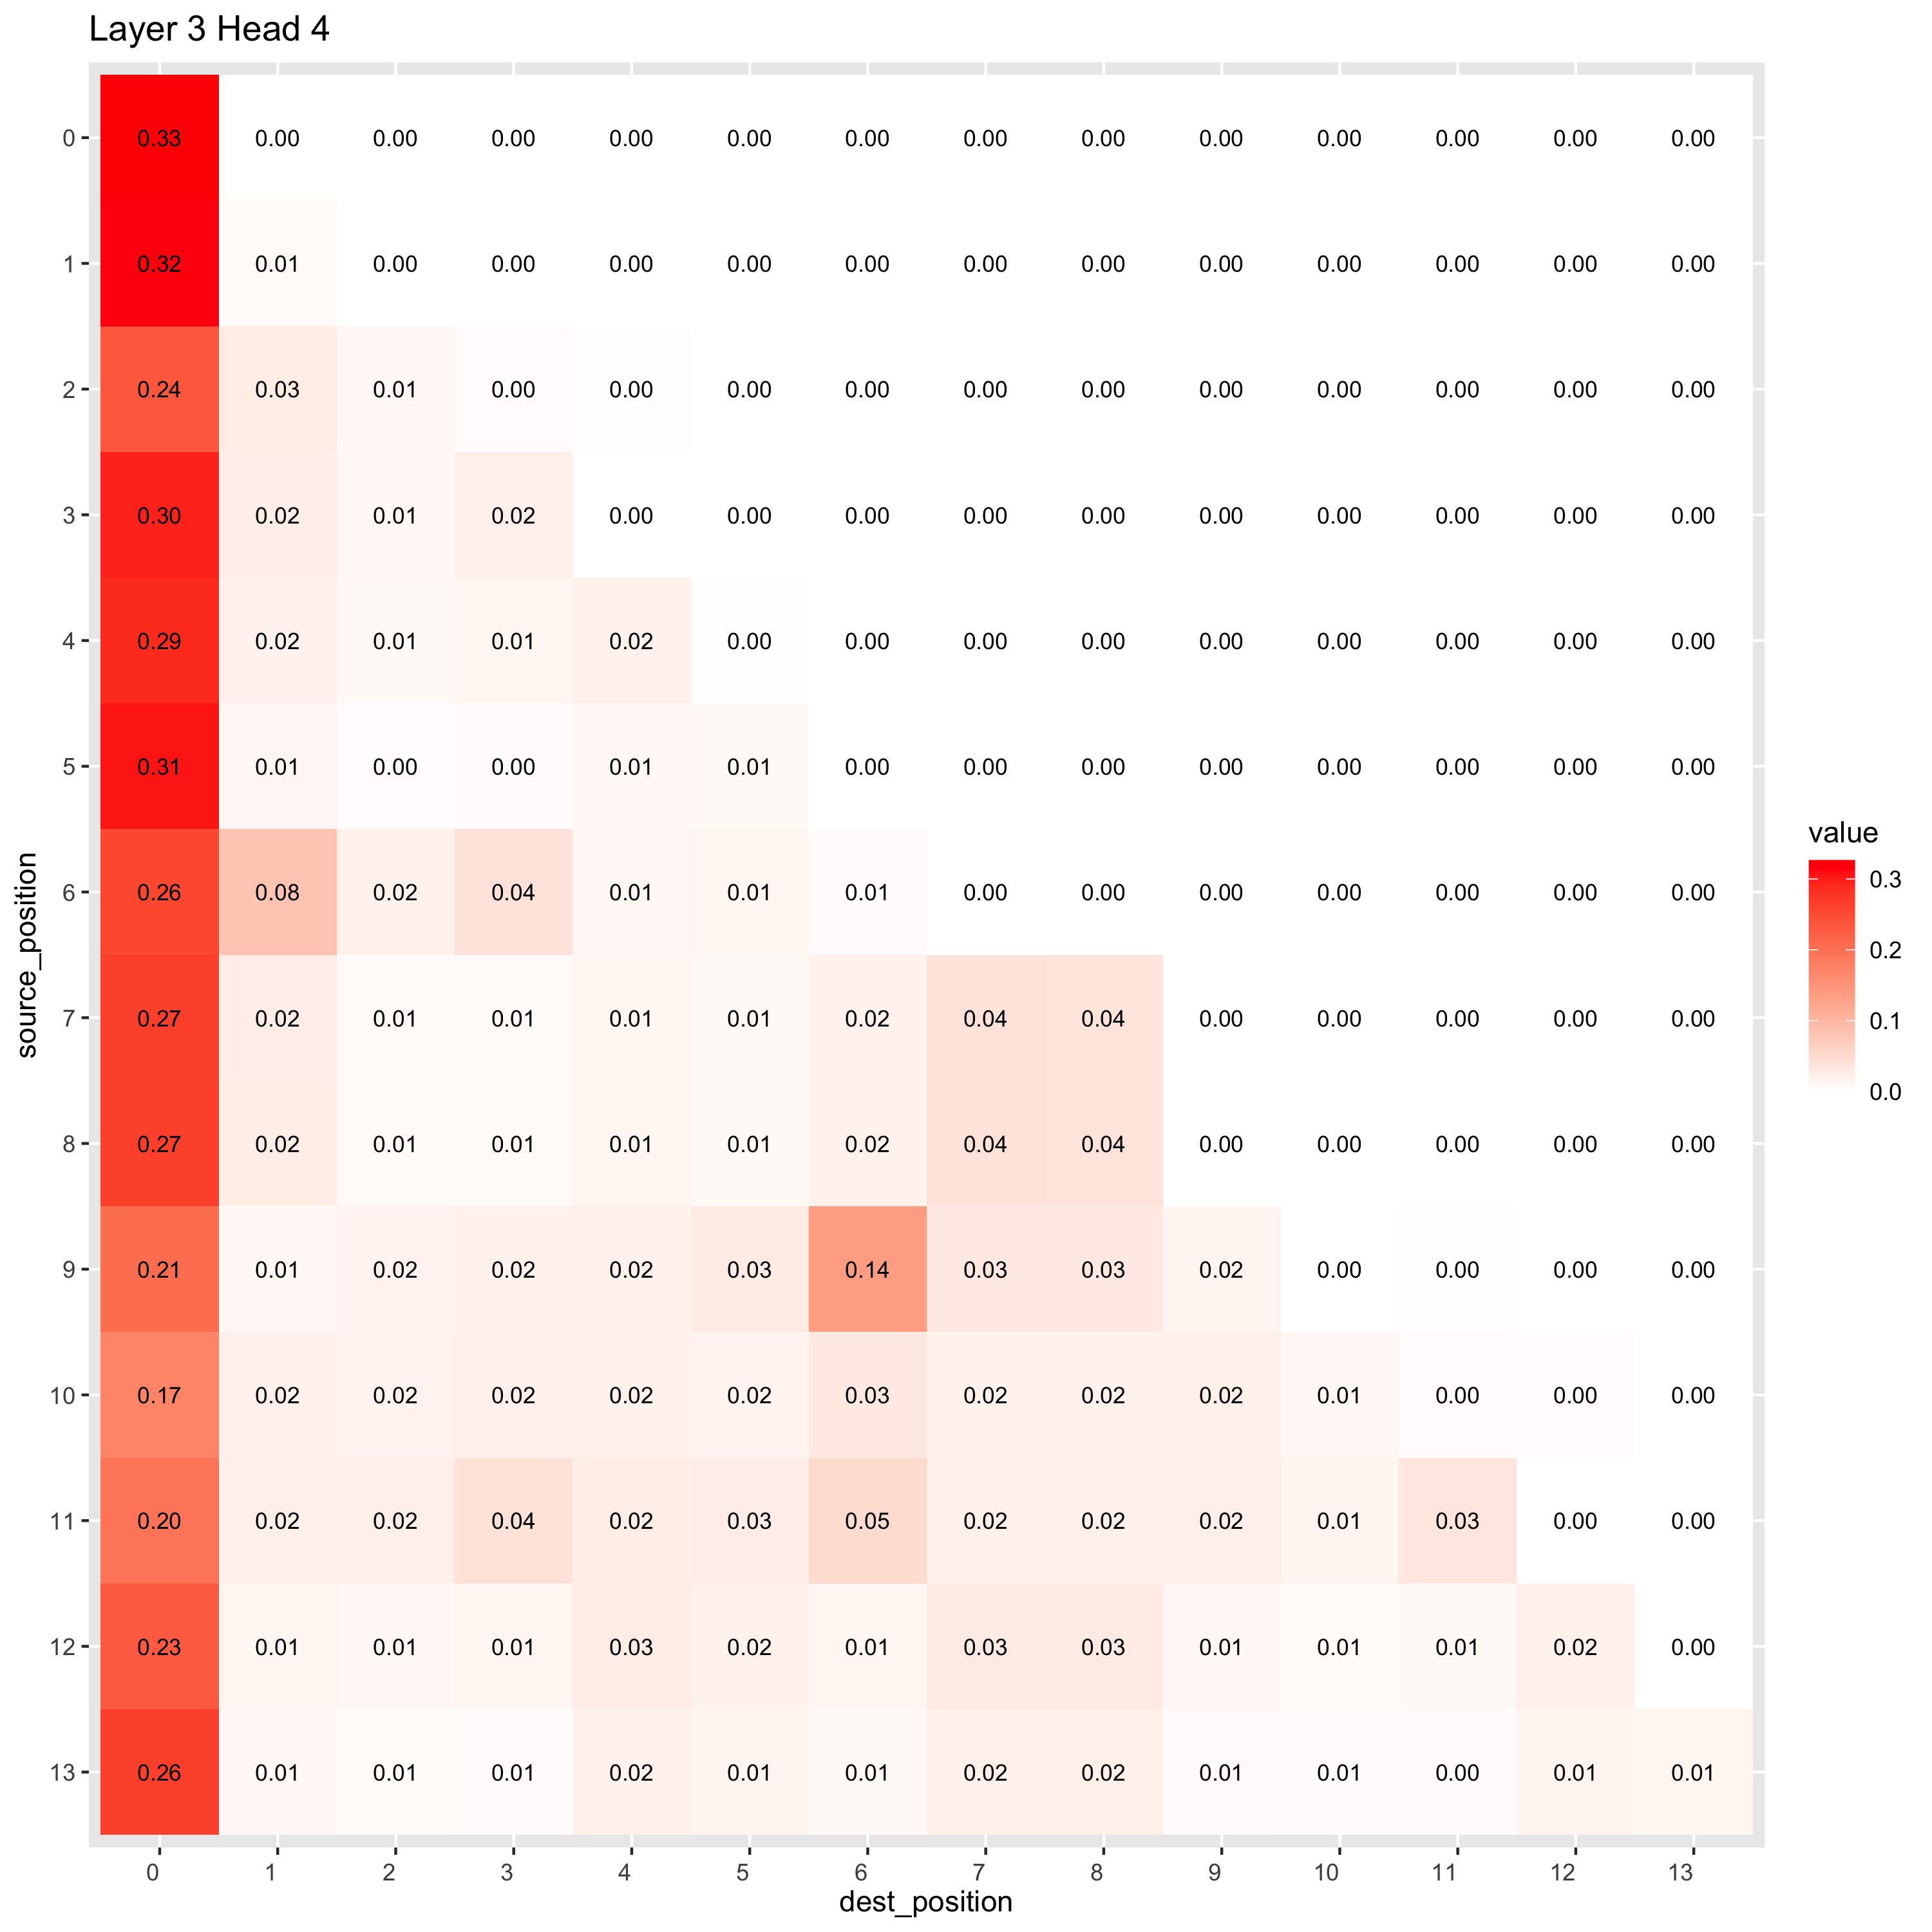 Layer 3 Head 4
0 0.33 0.00 0.00 0.00 0.00 0.00 0.00 0.00 0.00 0.00 0.00 0.00 0.00 0.00
1 0.32 0.01 0.00 0.00 0.00 0.00 0.00 0.00 0.00 0.00 0.00 0.00 0.00 0.00
2 0.24 0.03 0.01 0.00 0.00 0.00 0.00 0.00 0.00 0.00 0.00 0.00 0.00 0.00
3 0.30 0.02 0.01 0.02 0.00 0.00 0.00 0.00 0.00 0.00 0.00 0.00 0.00 0.00
4 0.29 0.02 0.01 0.01 0.02 0.00 0.00 0.00 0.00 0.00 0.00 0.00 0.00 0.00
5 0.31 0.01 0.00 0.00 0.01 0.01 0.00 0.00 0.00 0.00 0.00 0.00 0.00 0.00
6 0.26 0.08 0.02 0.04 0.01 0.01 0.01 0.00 0.00 0.00 0.00 0.00 0.00 0.00
7 0.27 0.02 0.01 0.01 0.01 0.01 0.02 0.04 0.04 0.00 0.00 0.00 0.00 0.00
8 0.27 0.02 0.01 0.01 0.01 0.01 0.02 0.04 0.04 0.00 0.00 0.00 0.00 0.00
9 0.21 0.01 0.02 0.02 0.02 0.03 0.14 0.03 0.03 0.02 0.00 0.00 0.00 0.00
10 0.17 0.02 0.02 0.02 0.02 0.02 0.03 0.02 0.02 0.02 0.01 0.00 0.00 0.00
11 0.20 0.02 0.02 0.04 0.02 0.03 0.05 0.02 0.02 0.02 0.01 0.03 0.00 0.00
12 0.23 0.01 0.01 0.01 0.03 0.02 0.01 0.03 0.03 0.01 0.01 0.01 0.02 0.00
13 0.26 0.01 0.01 0.01 0.02 0.01 0.01 0.02 0.02 0.01 0.01 0.00 0.01 0.01
0 1 2 3 4 5 6 7 8 9 10 11 12 13
dest_position
source_position
value
0.3
0.2
0.1
0.0